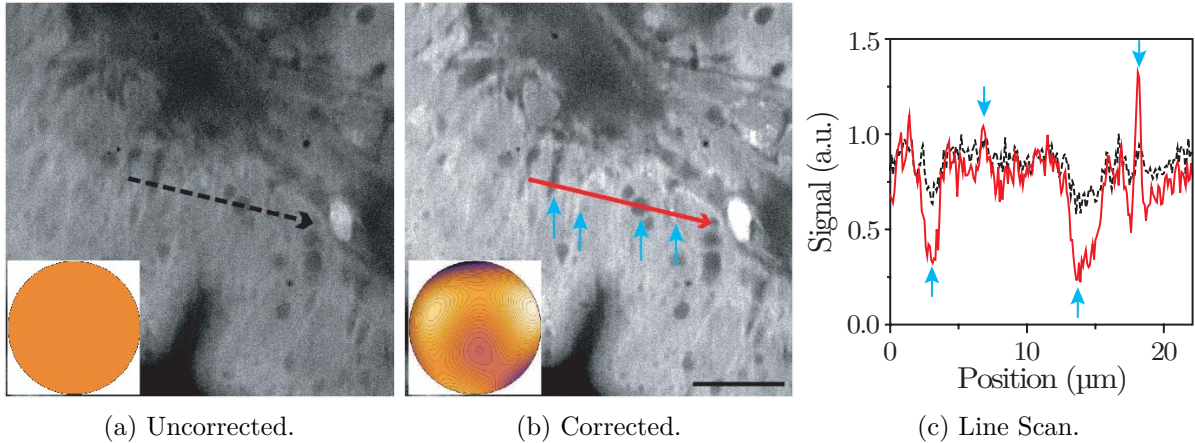 1.5
1.0
0.5
0.0
Signal (a.u.)
0 10 20
Position (µm)
(a) Uncorrected.
(b) Corrected.
(c) Line Scan.